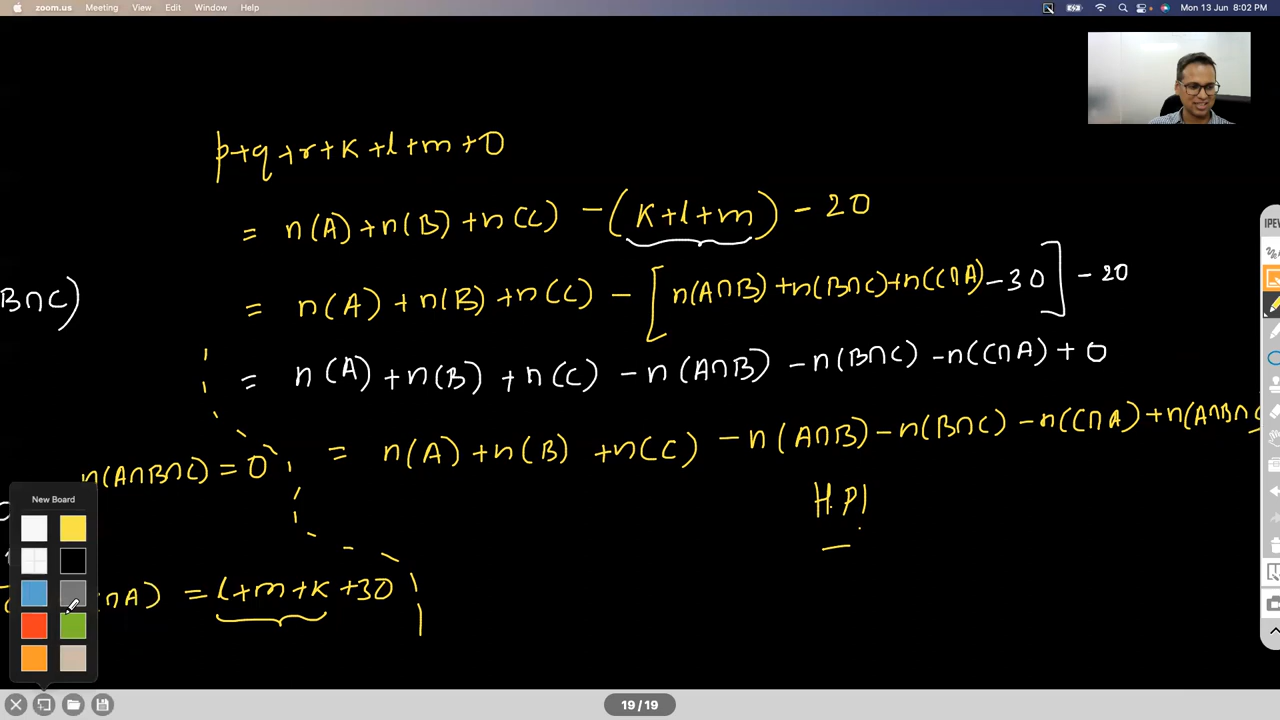 zoom.us Meeting View Edit Window Help Mon 13 Jun 8:02 PM
p+q+r+K+l+m+O
= n(A)+n(B)+n(C) -(K+l+m) - 2O
B∩C)
= n(A)+n(B)+n(C) - [n(A∩B)+n(B∩C)+n(C∩A)-3O] - 2O
= n(A)+n(B)+n(C) -n(A∩B) -n(B∩C) -n(C∩A) + O
= n(A)+n(B)+n(C) -n(A∩B)-n(B∩C)-n(C∩A)+n(A∩B∩C)
n(A∩B∩C) = O
H.P|
New Board
∩A) = l+m+K+3O
19/19
IPEV